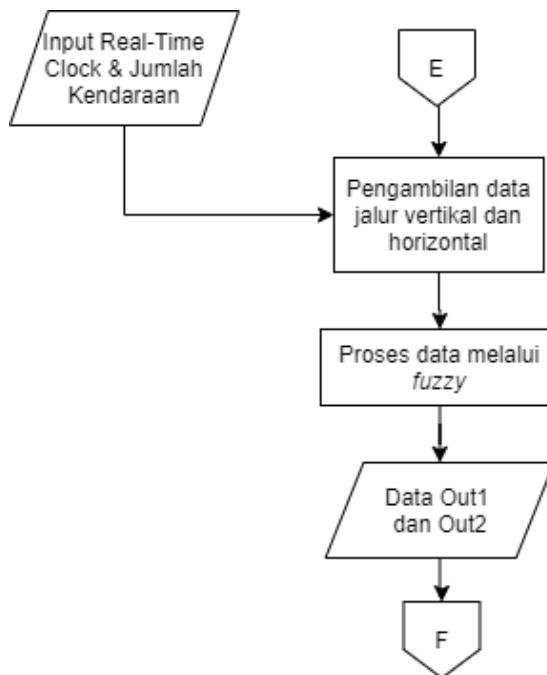 Input Real-Time
Clock & Jumlah
Kendaraan
E
Pengambilan data
jalur vertikal dan
horizontal
Proses data melalui
fuzzy
Data Out1
dan Out2
F